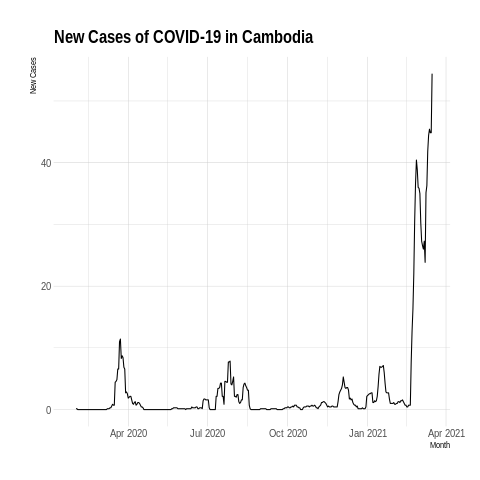 New Cases of COVID-19 in Cambodia
New Cases
40
20
0
Apr 2020 Jul 2020 Oct 2020 Jan 2021 Apr 2021
Month